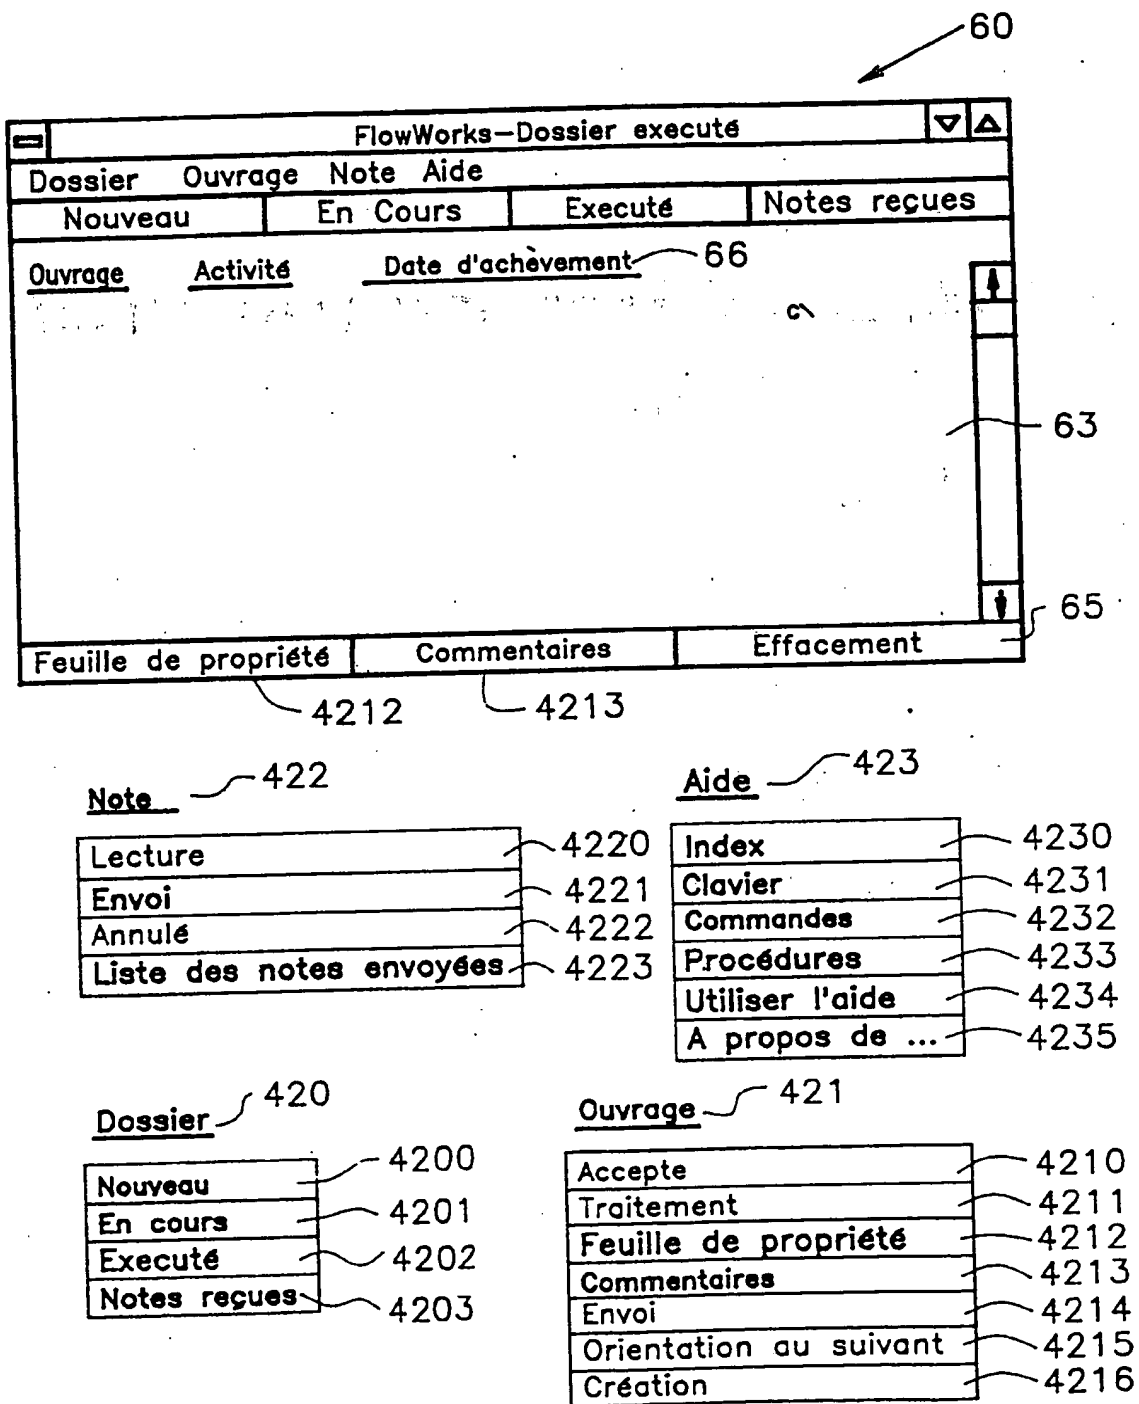 60
FlowWorks-Dossier executé
Dossier Ouvrage Note Aide
Nouveau En Cours Executé Notes reçues
Ouvrage Activité Date d'achèvement 66
63
65
Feuille de propriété Commentaires Effacement
4212 4213
Note 422
Lecture 4220
Envoi 4221
Annulé 4222
Liste des notes envoyées 4223
Aide 423
Index 4230
Clavier 4231
Commandes 4232
Procédures 4233
Utiliser l'aide 4234
A propos de ... 4235
Dossier 420
Nouveau 4200
En cours 4201
Executé 4202
Notes reçues 4203
Ouvrage 421
Accepte 4210
Traitement 4211
Feuille de propriété 4212
Commentaires 4213
Envoi 4214
Orientation au suivant 4215
Création 4216